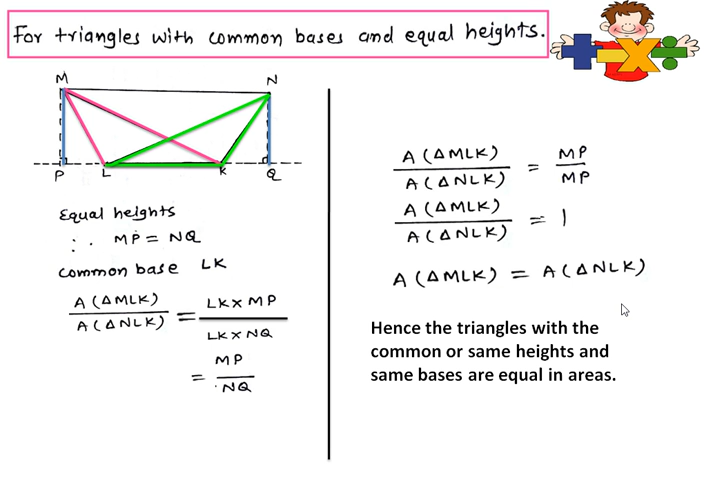 For triangles with common bases and equal heights.
M N
P L K Q
Equal heights
∴ MP = NQ
Common base LK
A(ΔMLK) / A(ΔNLK) = LK x MP / LK x NQ
= MP / NQ
A(ΔMLK) / A(ΔNLK) = MP / MP
A(ΔMLK) / A(ΔNLK) = 1
A(ΔMLK) = A(ΔNLK)
Hence the triangles with the
common or same heights and
same bases are equal in areas.